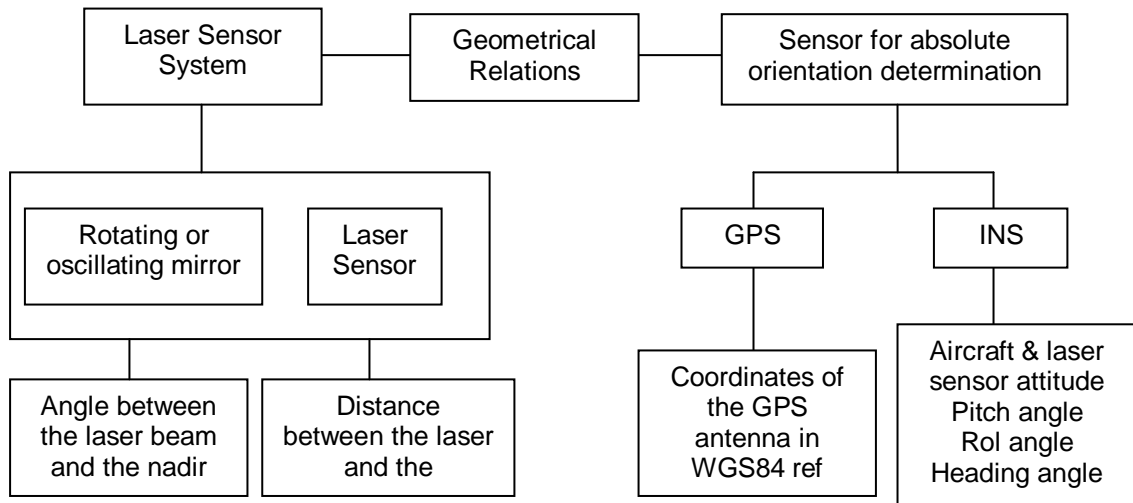 Laser Sensor
System
Geometrical
Relations
Sensor for absolute
orientation determination
Rotating or
oscillating mirror
Laser
Sensor
GPS
INS
Angle between
the laser beam
and the nadir
Distance
between the laser
and the
Coordinates of
the GPS
antenna in
WGS84 ref
Aircraft & laser
sensor attitude
Pitch angle
Rol angle
Heading angle